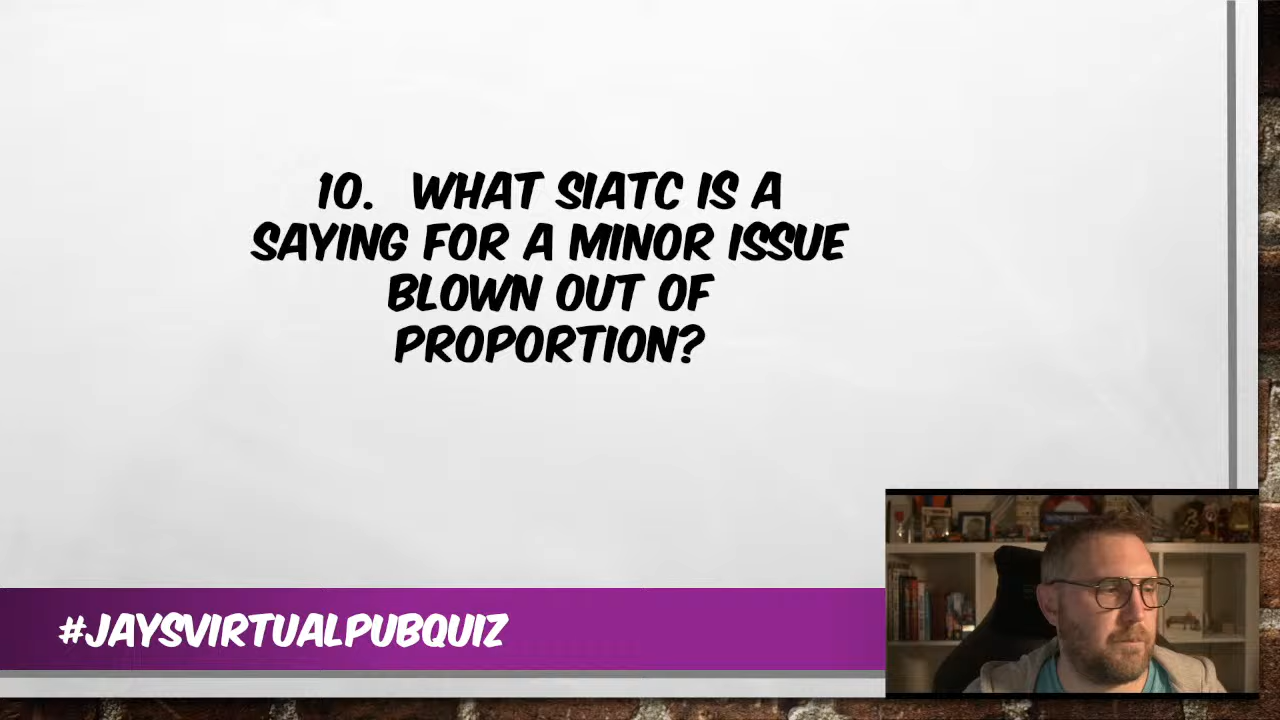 10. WHAT SIATC IS A
SAYING FOR A MINOR ISSUE
BLOWN OUT OF
PROPORTION?
#JAYSVIRTUALPUBQUIZ